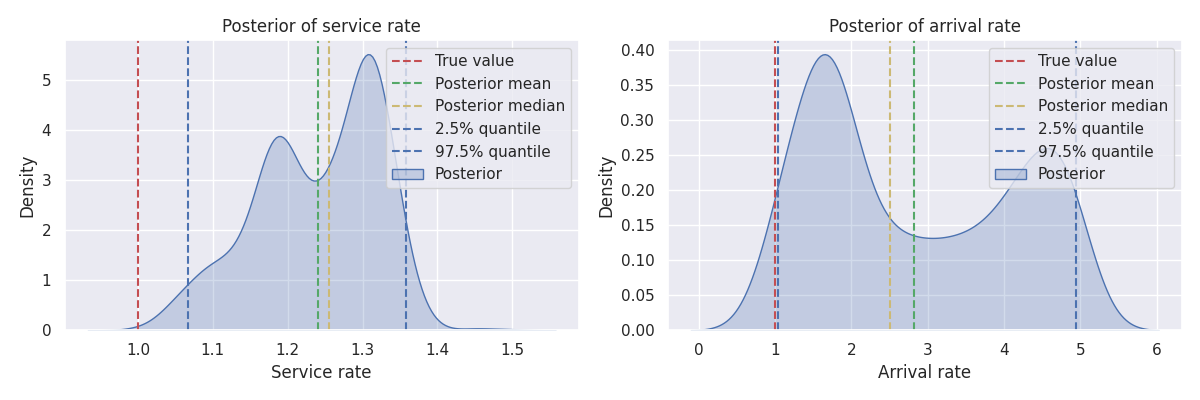 Posterior of service rate
5
4
3
2
1
0
Density
1.0 1.1 1.2 1.3 1.4 1.5
Service rate
True value
Posterior mean
Posterior median
2.5% quantile
97.5% quantile
Posterior
Posterior of arrival rate
0.40
0.35
0.30
0.25
0.20
0.15
0.10
0.05
0.00
Density
0 1 2 3 4 5 6
Arrival rate
True value
Posterior mean
Posterior median
2.5% quantile
97.5% quantile
Posterior